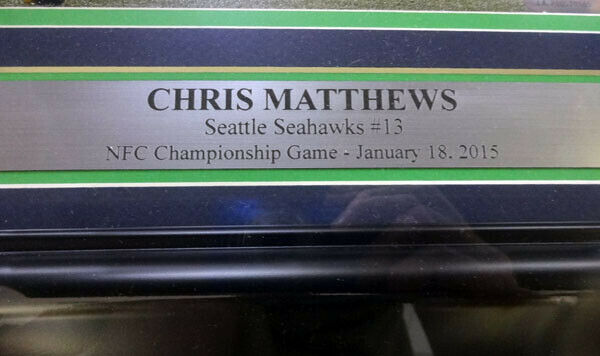 CHRIS MATTHEWS
Seattle Seahawks #13
NFC Championship Game - January 18, 2015